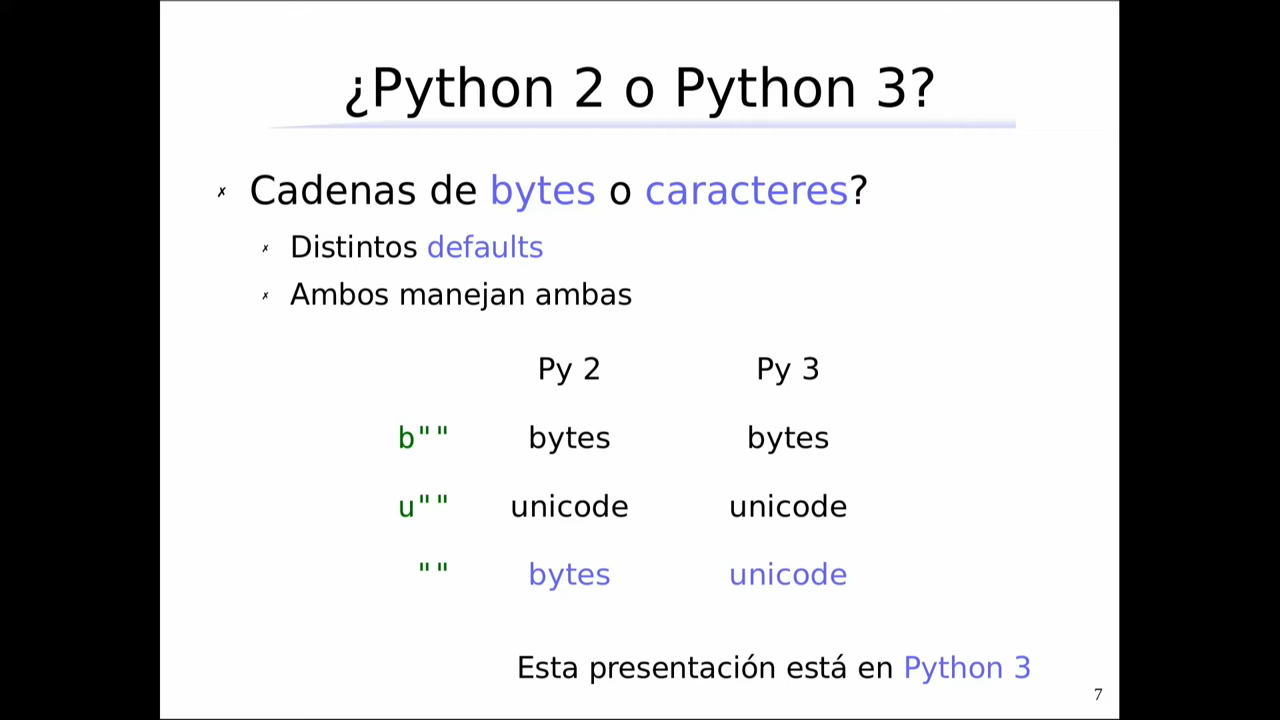 ¿Python 2 o Python 3?
✗ Cadenas de bytes o caracteres?
✗ Distintos defaults
✗ Ambos manejan ambas
Py 2 Py 3
b"" bytes bytes
u"" unicode unicode
"" bytes unicode
Esta presentación está en Python 3
7